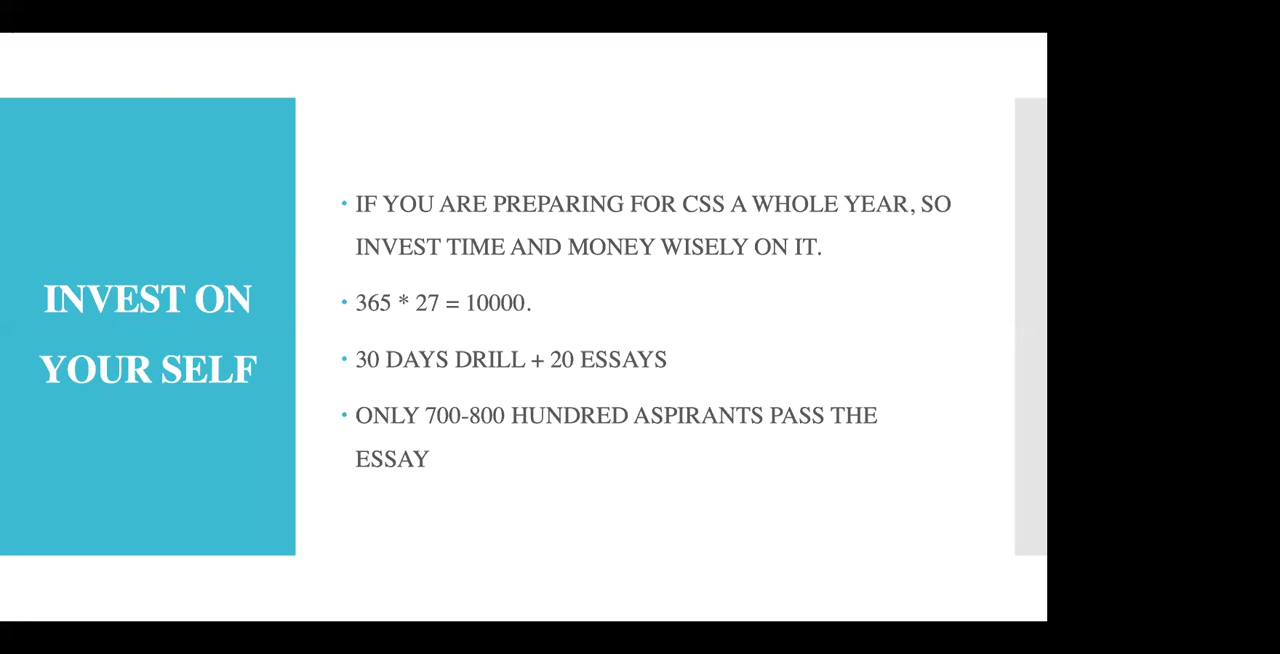 INVEST ON
YOUR SELF
• IF YOU ARE PREPARING FOR CSS A WHOLE YEAR, SO
INVEST TIME AND MONEY WISELY ON IT.
• 365 * 27 = 10000.
• 30 DAYS DRILL + 20 ESSAYS
• ONLY 700-800 HUNDRED ASPIRANTS PASS THE
ESSAY